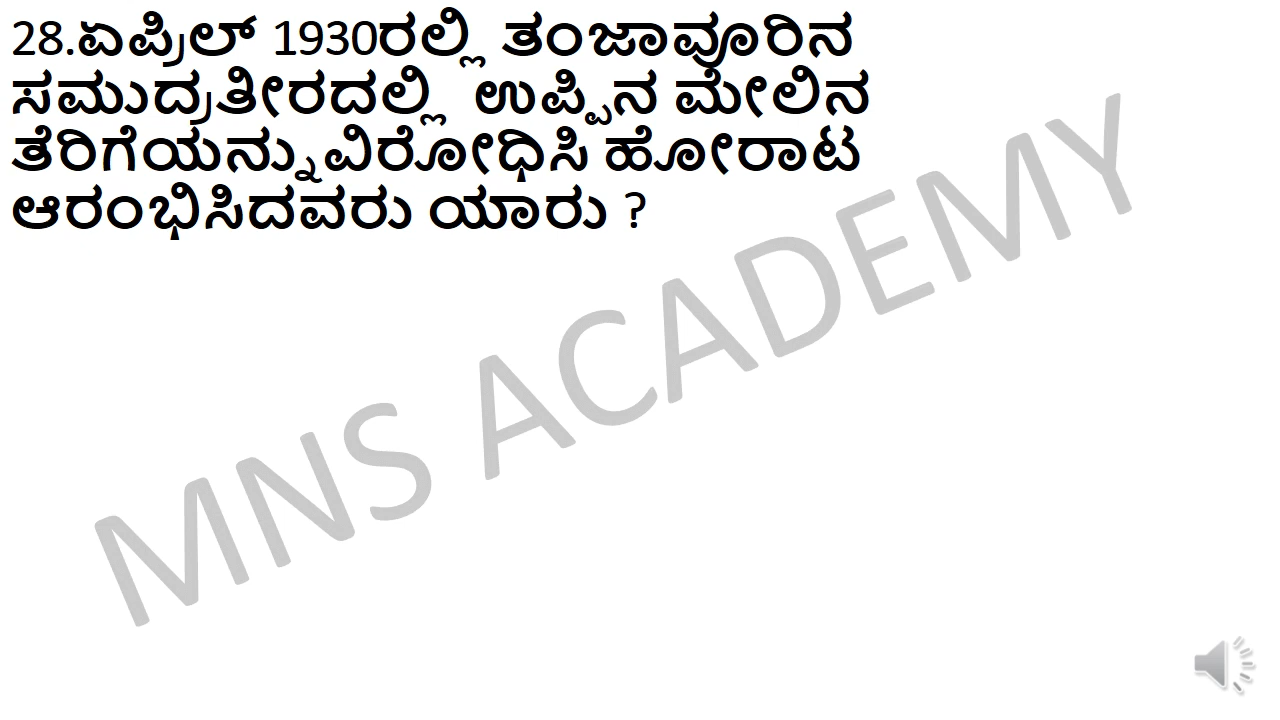 28.ಏಪ್ರಿಲ್ 1930ರಲ್ಲಿ ತಂಜಾವೂರಿನ
ಸಮುದ್ರತೀರದಲ್ಲಿ ಉಪ್ಪಿನ ಮೇಲಿನ
ತೆರಿಗೆಯನ್ನುವಿರೋಧಿಸಿ ಹೋರಾಟ
ಆರಂಭಿಸಿದವರು ಯಾರು ?
MNS ACADEMY